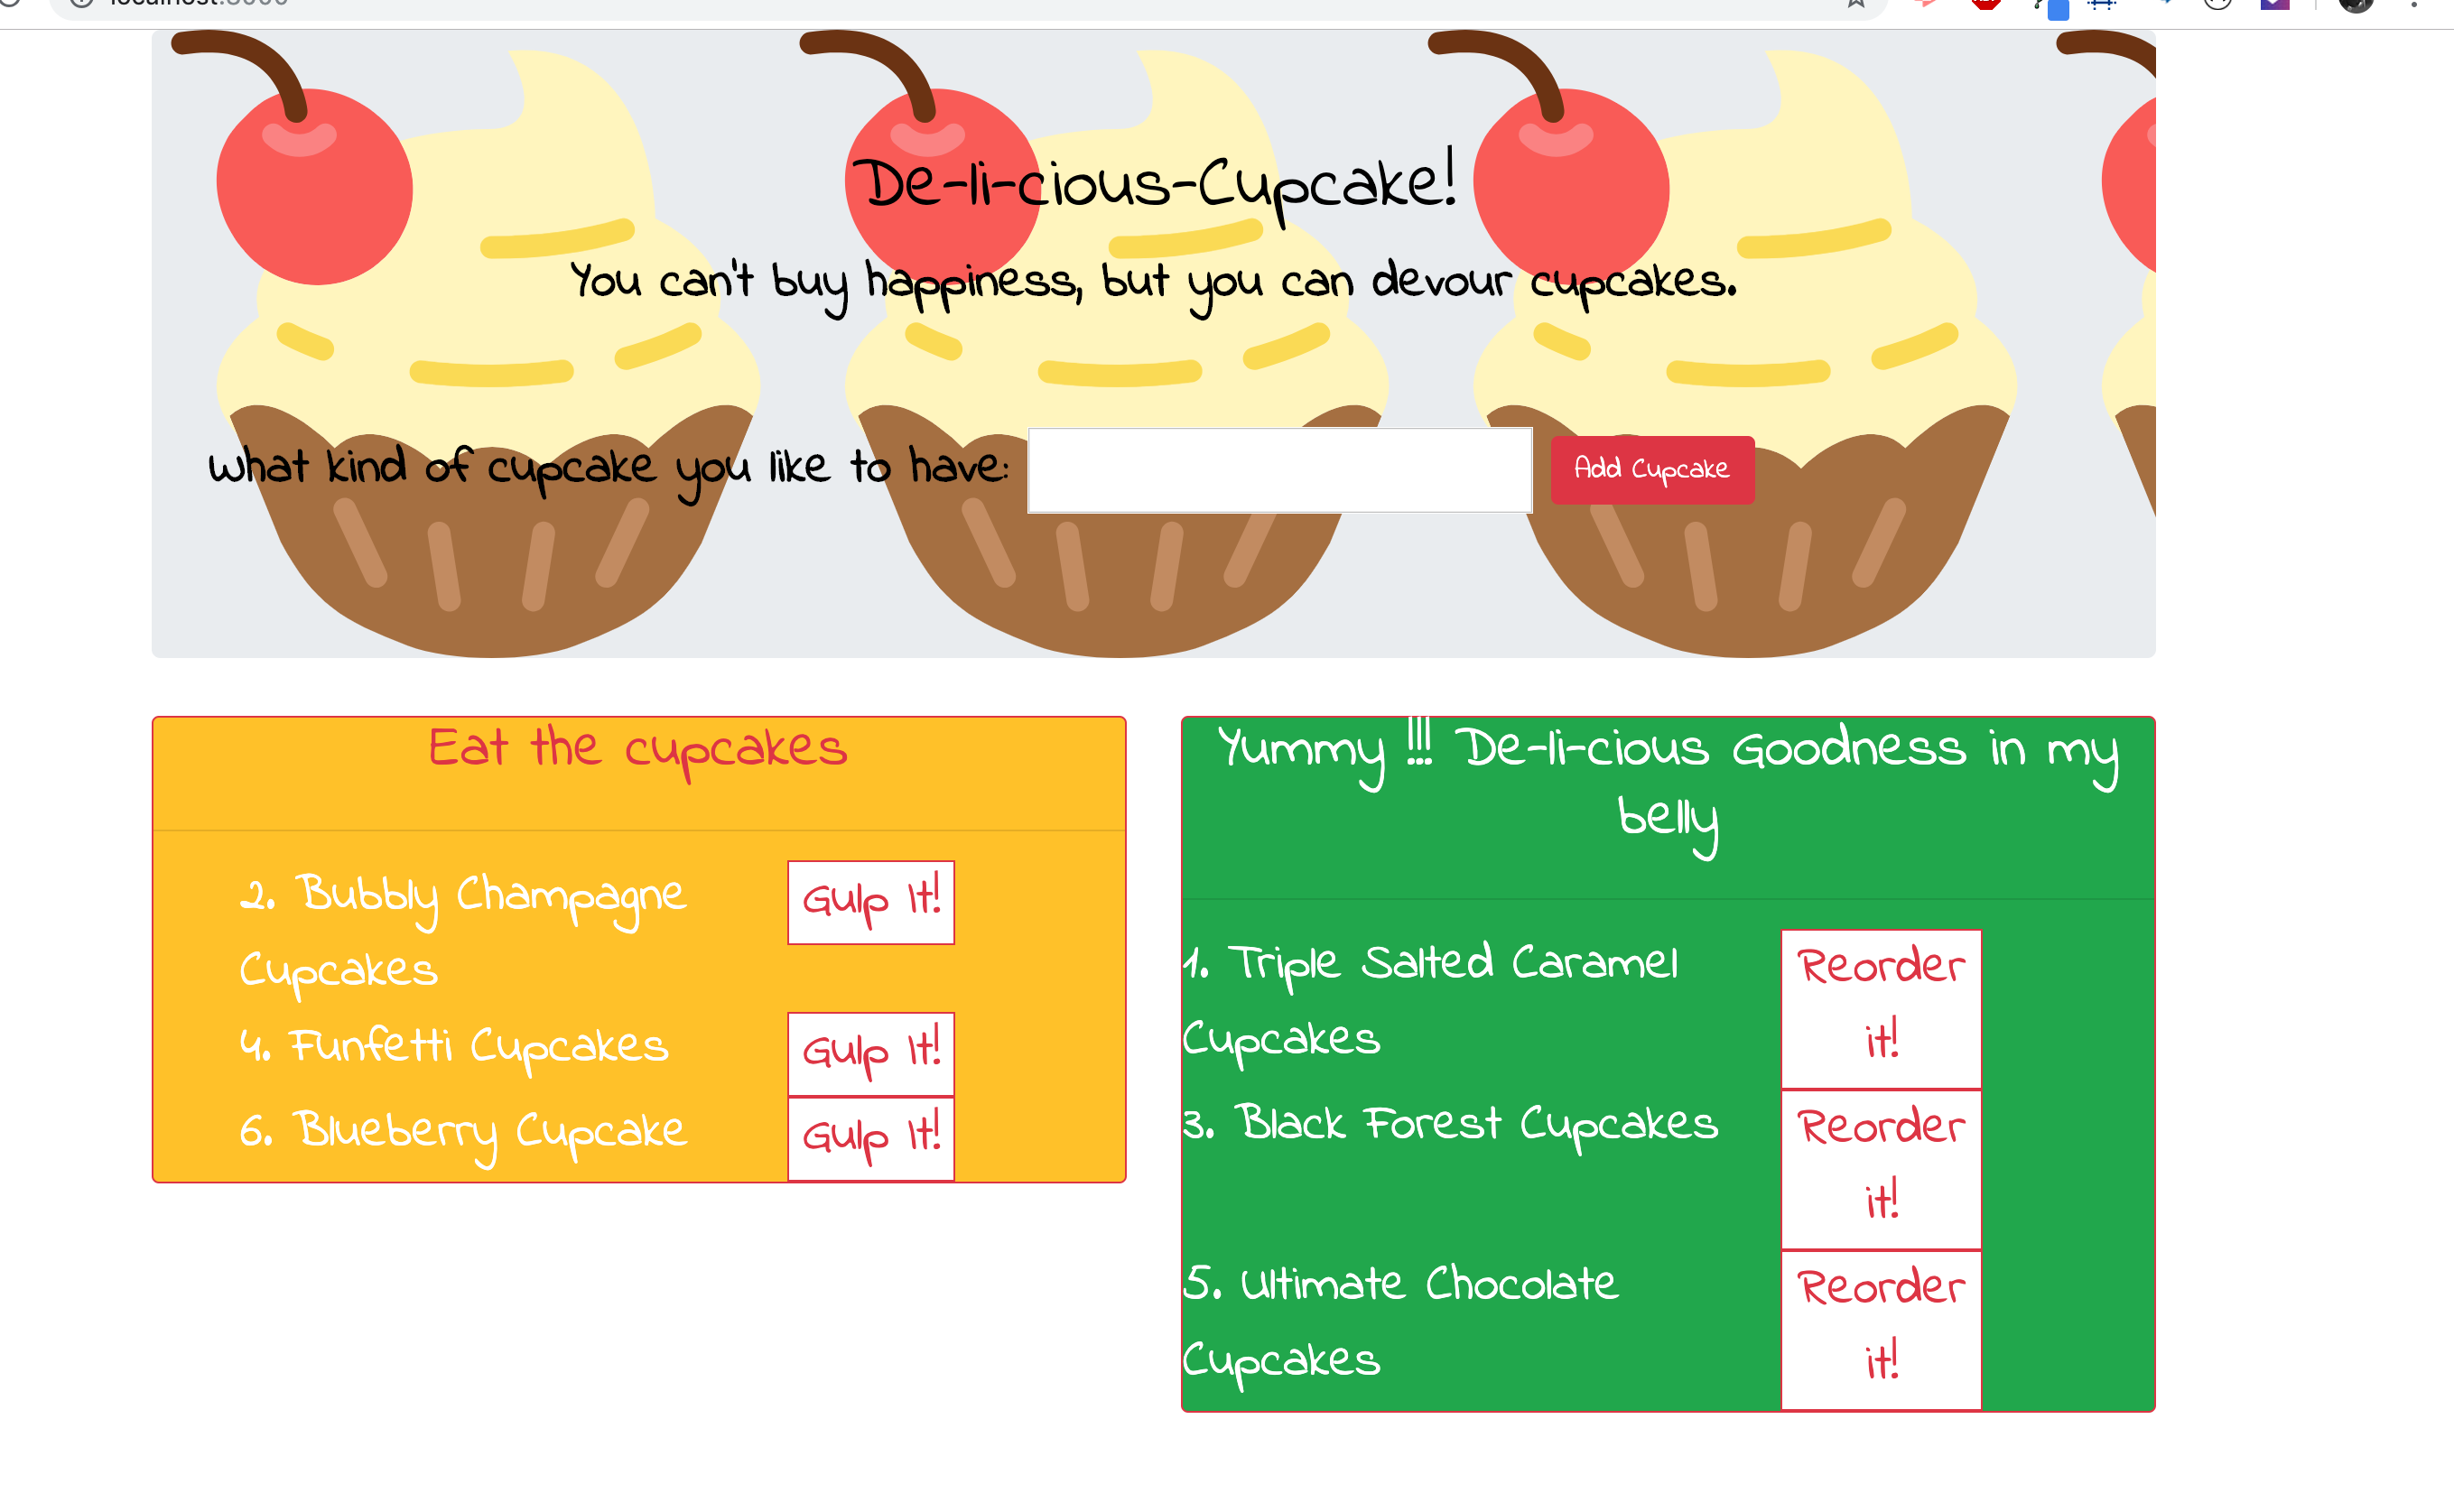 De-li-cious-Cupcake!
You can't buy happiness, but you can devour cupcakes.
what kind of cupcake you like to have:
Add Cupcake
Eat the cupcakes
2. Bubbly Champagne
Cupcakes
Gulp It!
4. Funfetti Cupcakes
Gulp It!
6. Blueberry Cupcake
Gulp It!
Yummy !!! De-li-cious Goodness in my
belly
1. Triple Salted Caramel
Cupcakes
Reorder
it!
3. Black Forest Cupcakes
Reorder
it!
5. Ultimate Chocolate
Cupcakes
Reorder
it!